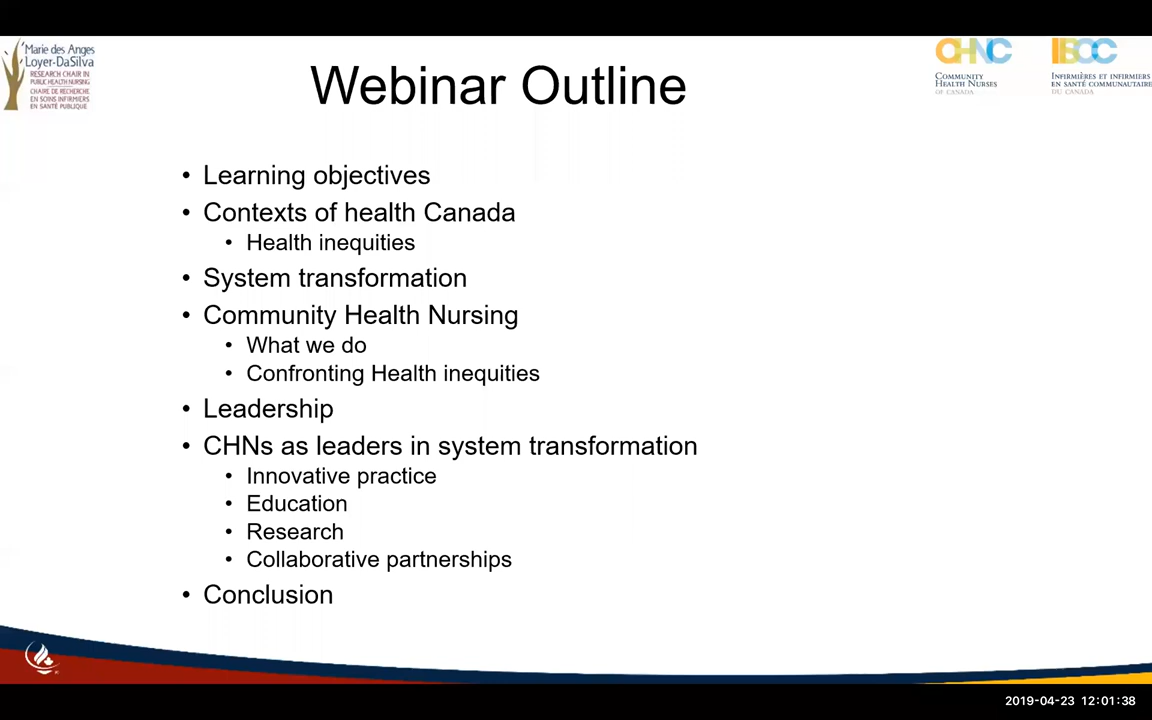 Marie des Anges
Loyer-DaSilva
RESEARCH CHAIR IN
PUBLIC HEALTH NURSING
CHAIRE DE RECHERCHE
EN SOINS INFIRMIERS
EN SANTÉ PUBLIQUE
CHNC
COMMUNITY
HEALTH NURSES
OF CANADA
IISCC
INFIRMIÈRES ET INFIRMIERS
EN SANTÉ COMMUNAUTAIRE
DU CANADA
Webinar Outline
• Learning objectives
• Contexts of health Canada
• Health inequities
• System transformation
• Community Health Nursing
• What we do
• Confronting Health inequities
• Leadership
• CHNs as leaders in system transformation
• Innovative practice
• Education
• Research
• Collaborative partnerships
• Conclusion
2019-04-23 12:01:38